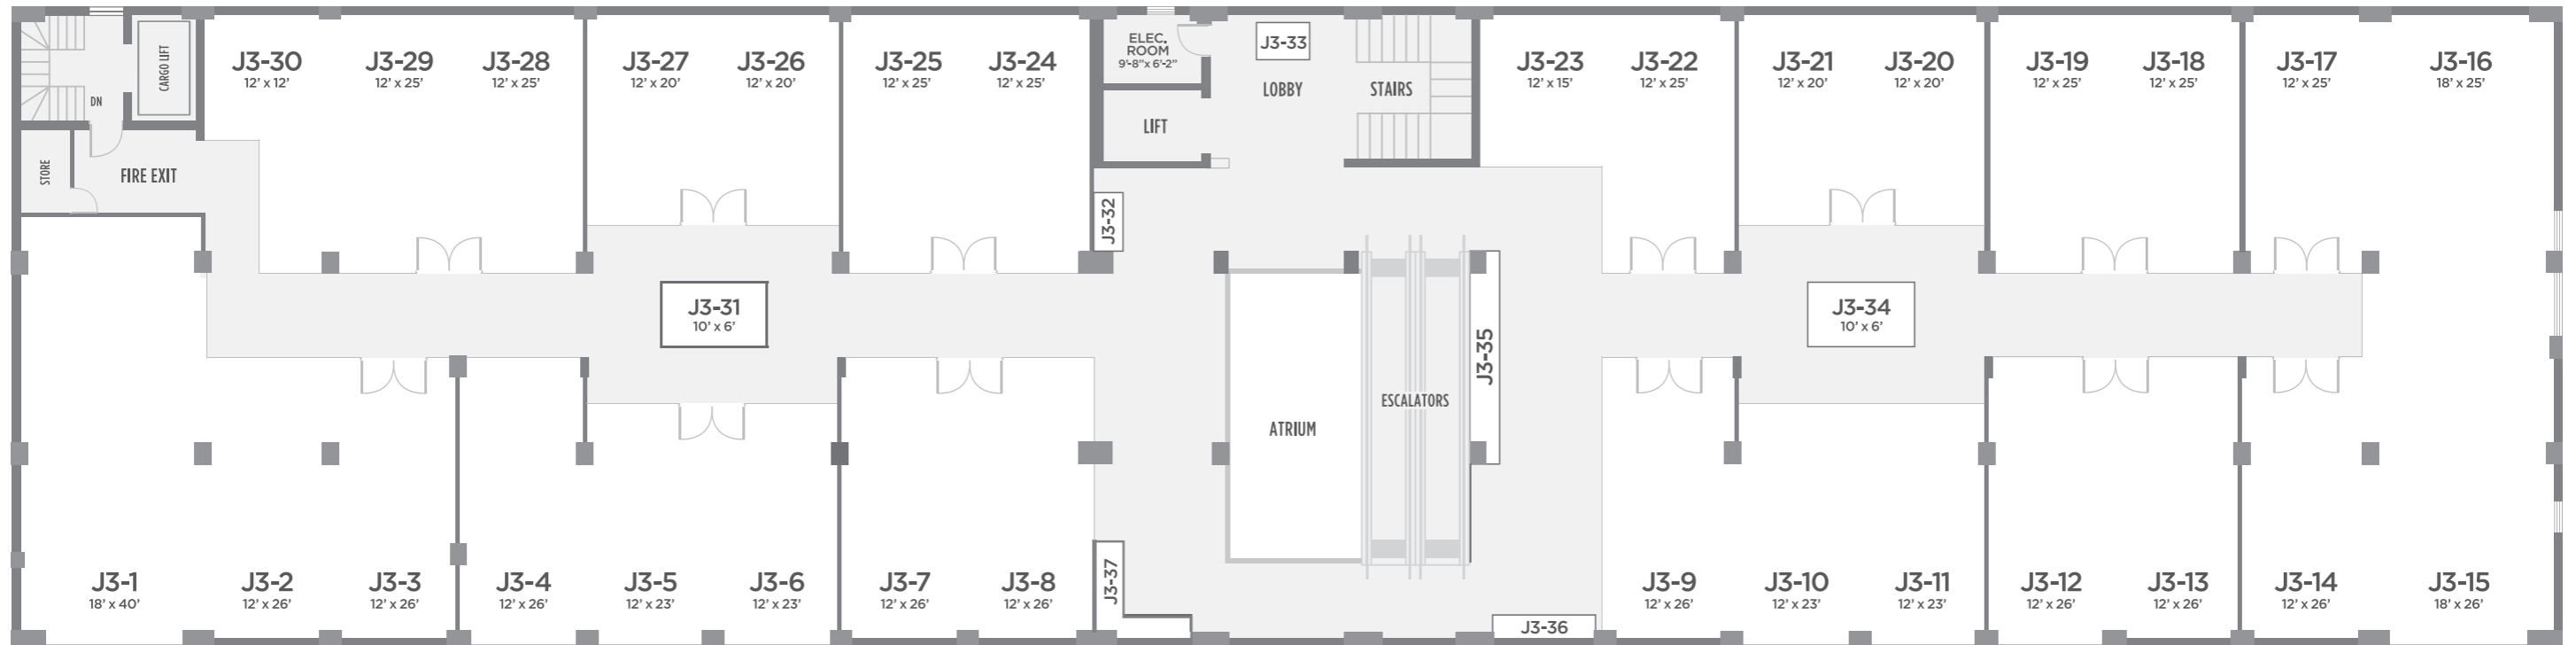 J3-30
12' x 12'
J3-29
12' x 25'
J3-28
12' x 25'
J3-27
12' x 20'
J3-26
12' x 20'
J3-25
12' x 25'
J3-24
12' x 25'
ELEC.
ROOM
9'-8"x 6'-2"
J3-33
LOBBY
STAIRS
LIFT
J3-23
12' x 15'
J3-22
12' x 25'
J3-21
12' x 20'
J3-20
12' x 20'
J3-19
12' x 25'
J3-18
12' x 25'
J3-17
12' x 25'
J3-16
18' x 25'
CARGO LIFT
DN
STORE
FIRE EXIT
J3-32
J3-31
10' x 6'
J3-35
J3-34
10' x 6'
ATRIUM
ESCALATORS
J3-1
18' x 40'
J3-2
12' x 26'
J3-3
12' x 26'
J3-4
12' x 26'
J3-5
12' x 23'
J3-6
12' x 23'
J3-7
12' x 26'
J3-8
12' x 26'
J3-37
J3-36
J3-9
12' x 26'
J3-10
12' x 23'
J3-11
12' x 23'
J3-12
12' x 26'
J3-13
12' x 26'
J3-14
12' x 26'
J3-15
18' x 26'